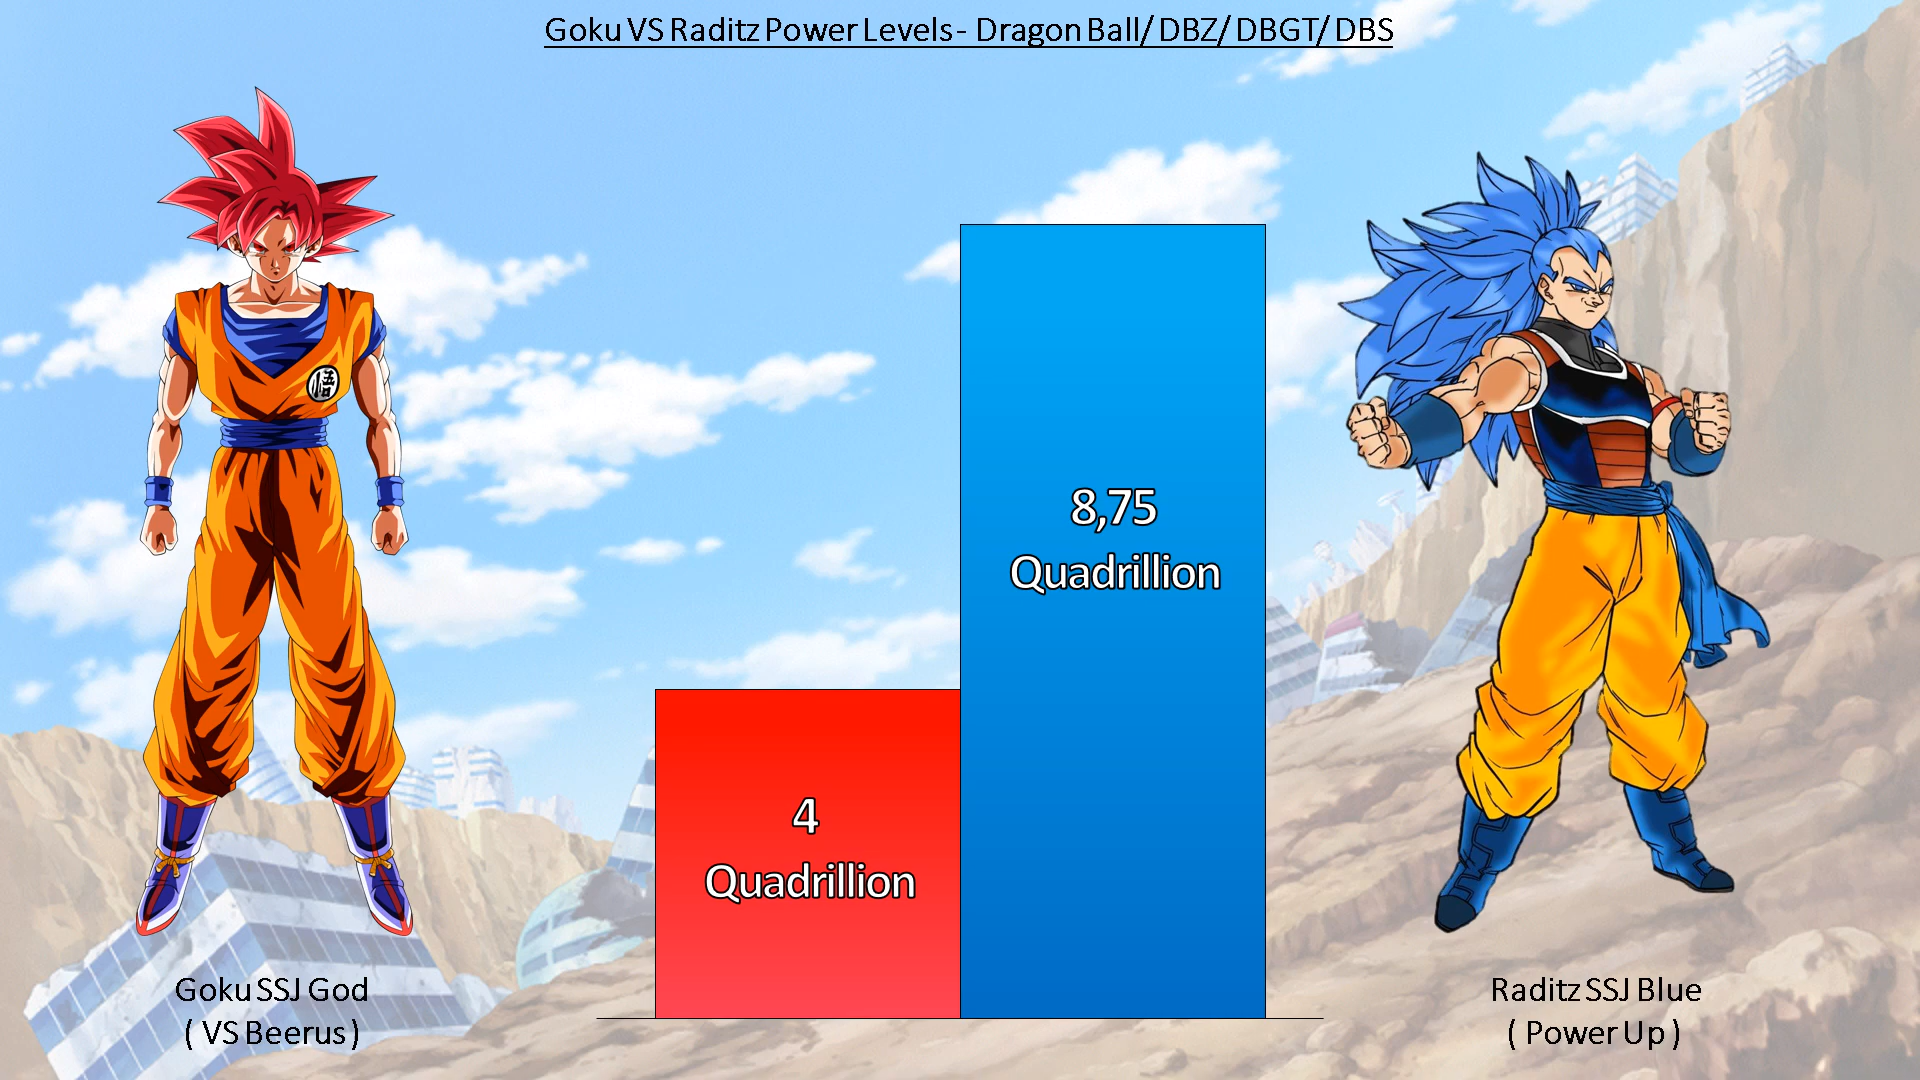 Goku VS Raditz Power Levels - Dragon Ball/ DBZ/ DBGT/ DBS
悟
8,75
Quadrillion
4
Quadrillion
Goku SSJ God
( VS Beerus )
Raditz SSJ Blue
( Power Up )